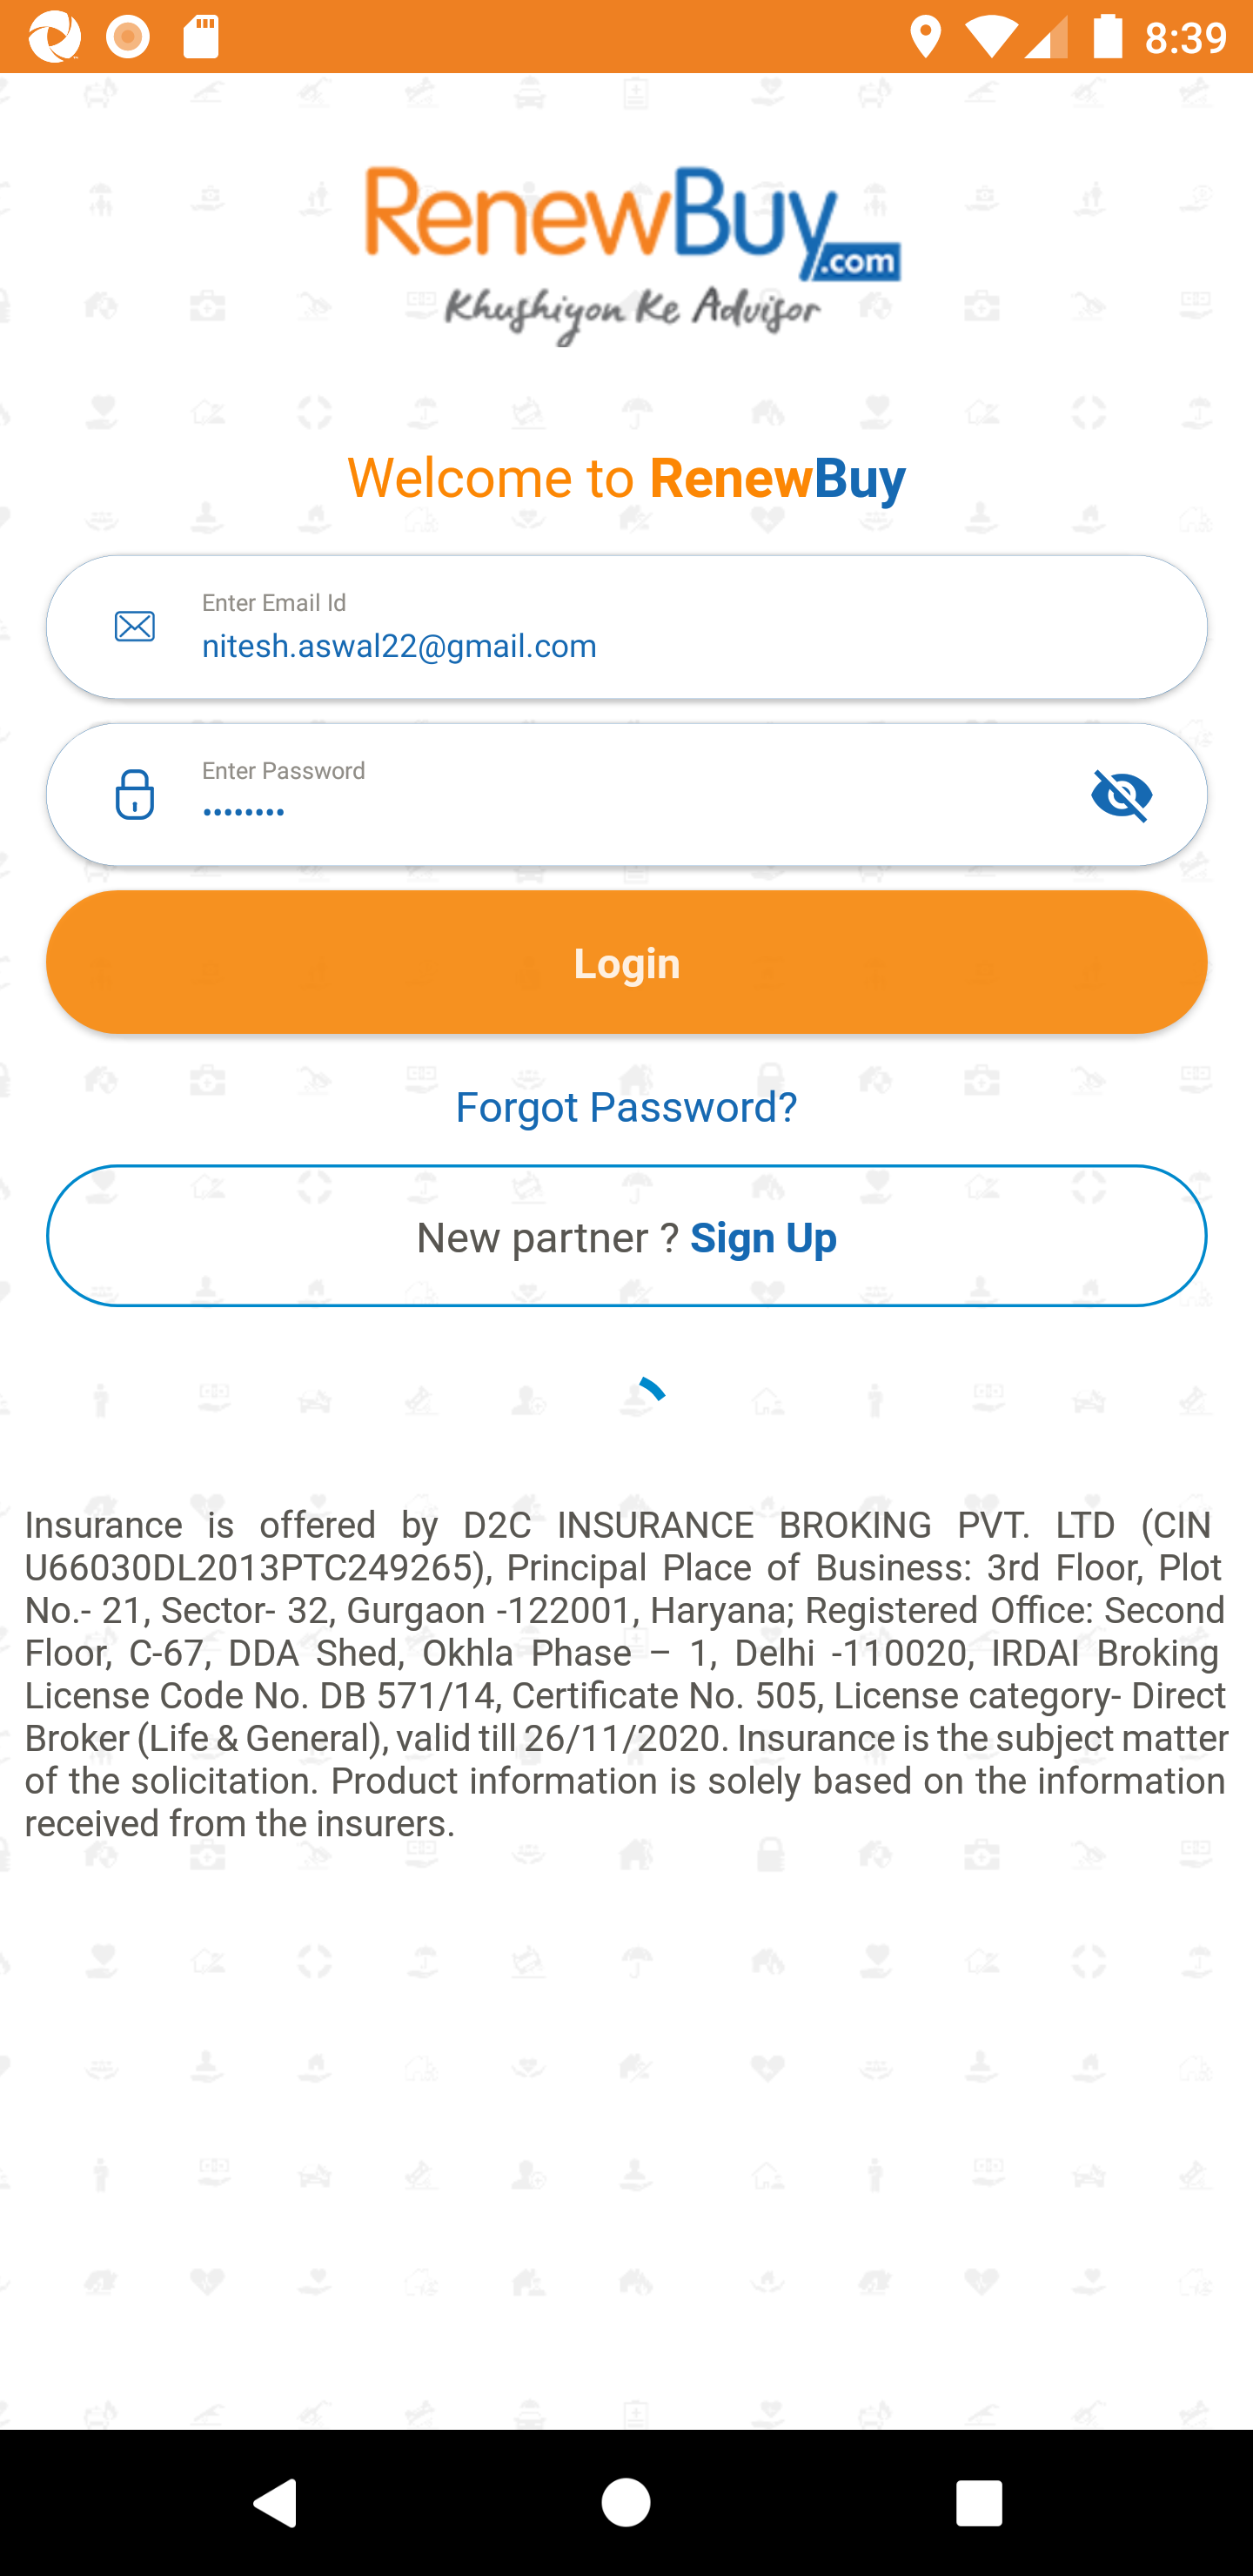 8:39
RenewBuy
.com
Khushiyon Ke Advisor
Welcome to RenewBuy
Enter Email Id
nitesh.aswal22@gmail.com
Enter Password
••••••••
Login
Forgot Password?
New partner ? Sign Up
Insurance is offered by D2C INSURANCE BROKING PVT. LTD (CIN
U66030DL2013PTC249265), Principal Place of Business: 3rd Floor, Plot
No.- 21, Sector- 32, Gurgaon -122001, Haryana; Registered Office: Second
Floor, C-67, DDA Shed, Okhla Phase – 1, Delhi -110020, IRDAI Broking
License Code No. DB 571/14, Certificate No. 505, License category- Direct
Broker (Life & General), valid till 26/11/2020. Insurance is the subject matter
of the solicitation. Product information is solely based on the information
received from the insurers.